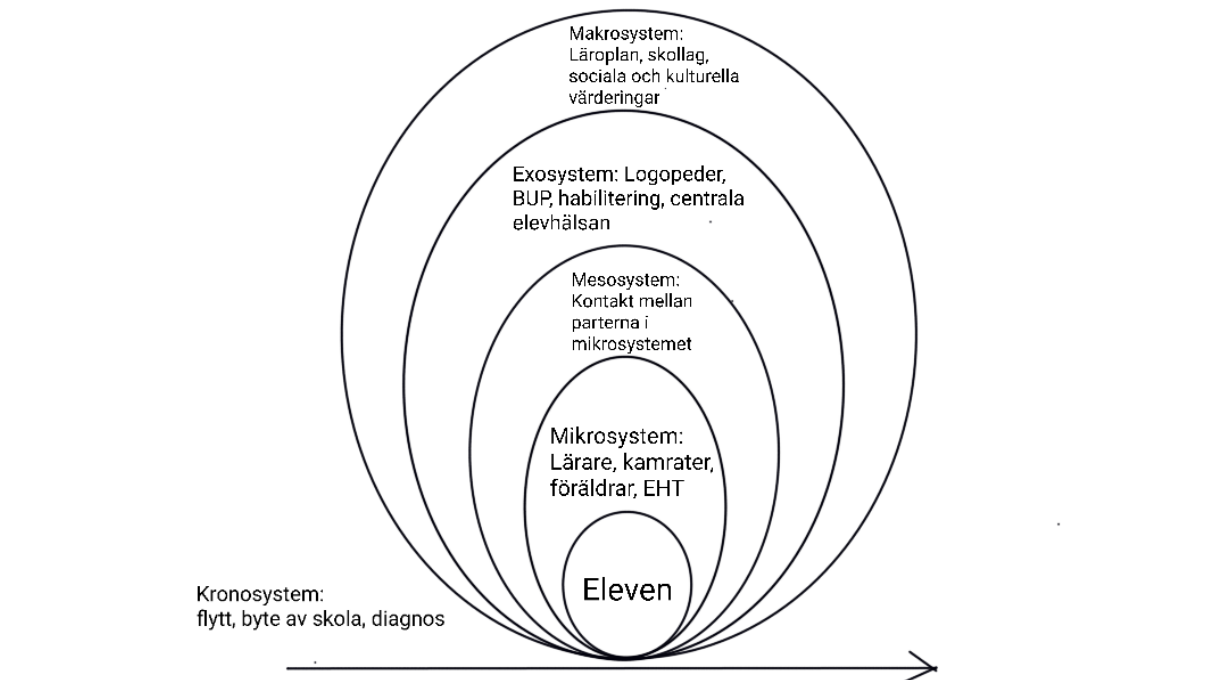 Makrosystem:
Läroplan, skollag,
sociala och kulturella
värderingar
Exosystem: Logopeder,
BUP, habilitering, centrala
elevhälsan
Mesosystem:
Kontakt mellan
parterna i
mikrosystemet
Mikrosystem:
Lärare, kamrater,
föräldrar, EHT
Eleven
Kronosystem:
flytt, byte av skola, diagnos